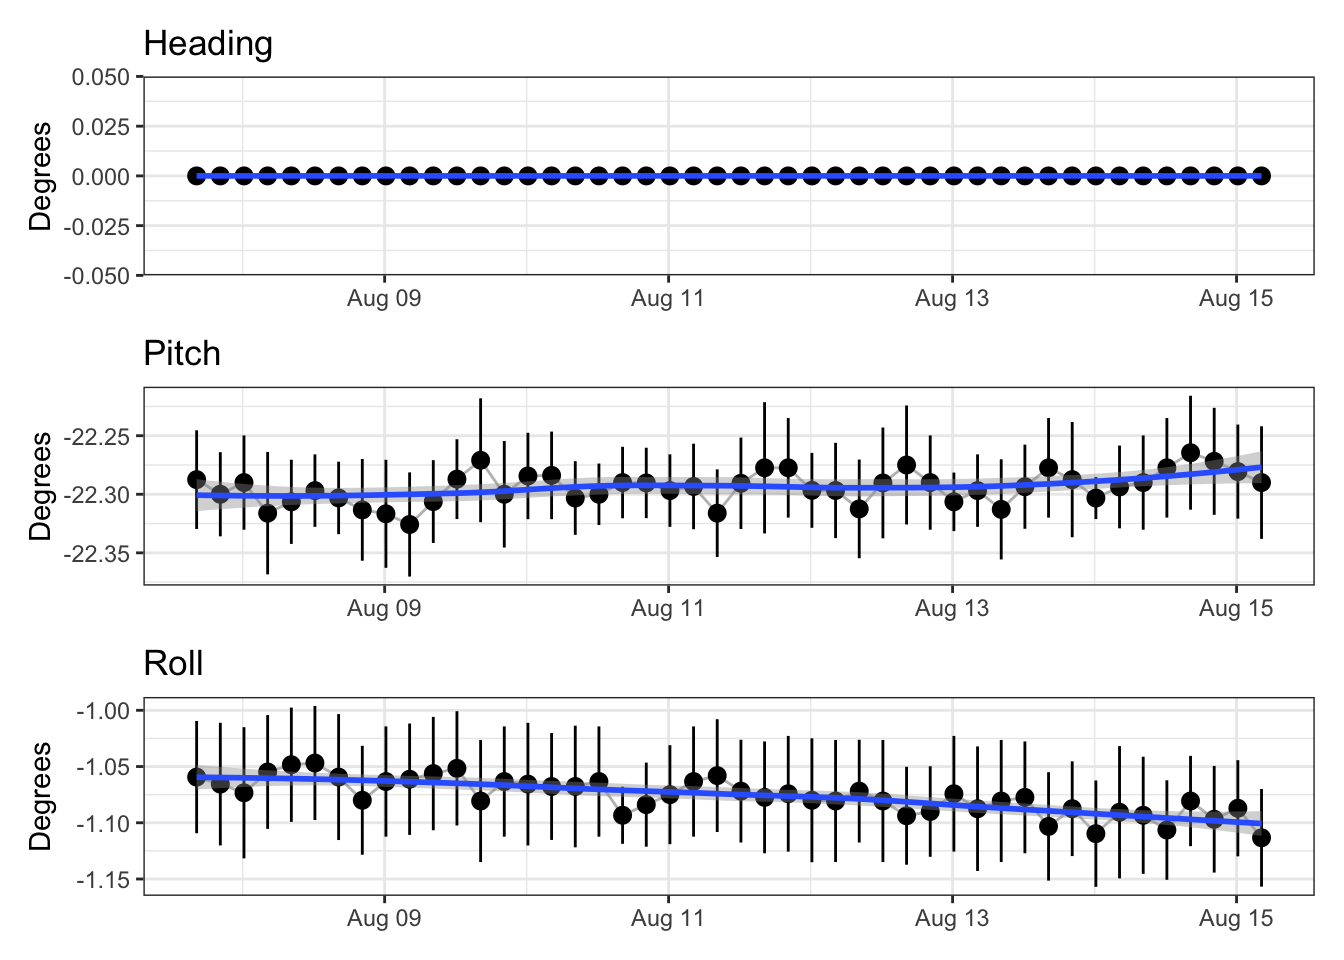 Heading
Degrees
0.050
0.025
0.000
-0.025
-0.050
Aug 09 Aug 11 Aug 13 Aug 15
Pitch
Degrees
-22.25
-22.30
-22.35
Aug 09 Aug 11 Aug 13 Aug 15
Roll
Degrees
-1.00
-1.05
-1.10
-1.15
Aug 09 Aug 11 Aug 13 Aug 15